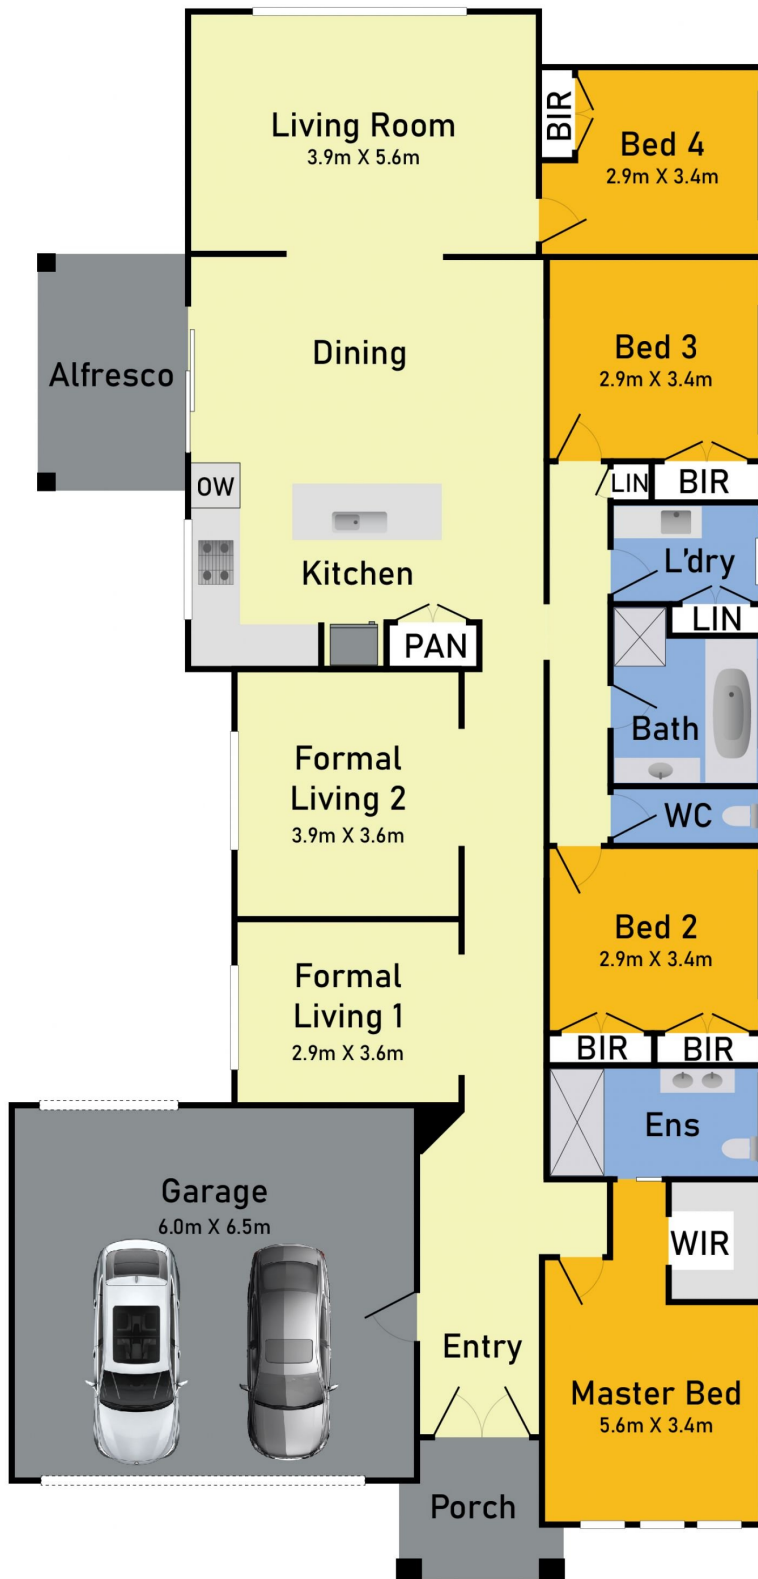 Living Room
3.9m X 5.6m
BIR
Bed 4
2.9m X 3.4m
Alfresco
Dining
Bed 3
2.9m X 3.4m
OW
LIN
BIR
Kitchen
L'dry
PAN
LIN
Bath
Formal
Living 2
3.9m X 3.6m
WC
Bed 2
2.9m X 3.4m
Formal
Living 1
2.9m X 3.6m
BIR
BIR
Ens
Garage
6.0m X 6.5m
WIR
Entry
Master Bed
5.6m X 3.4m
Porch